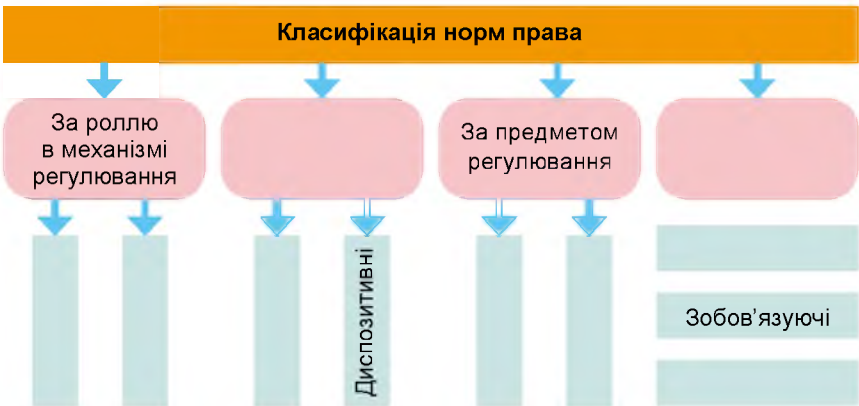 Класифікація норм права
За роллю
в механізмі
регулювання
За предметом
регулювання
Диспозитивні
Зобов’язуючі